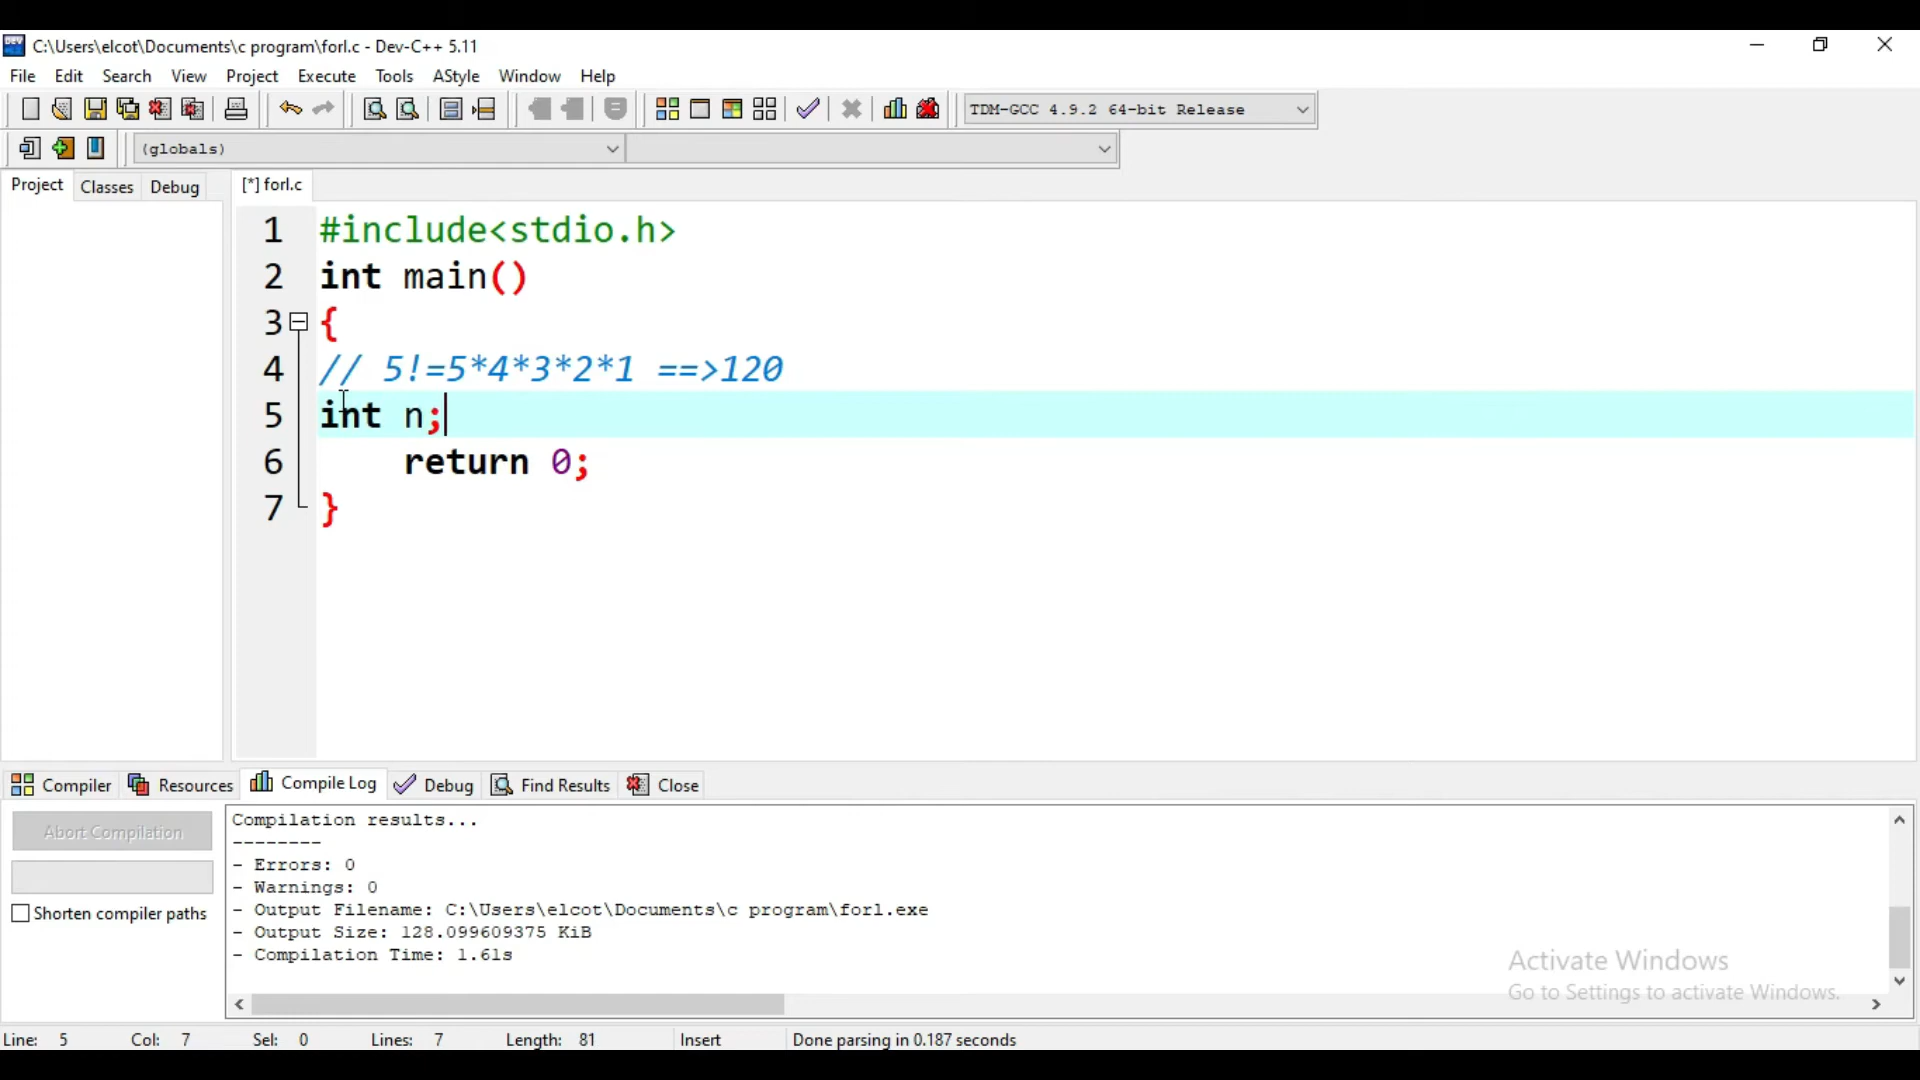 C:\Users\elcot\Documents\c program\forl.c - Dev-C++ 5.11
File Edit Search View Project Execute Tools AStyle Window Help
TDM-GCC 4.9.2 64-bit Release
(globals)
Project Classes Debug [*] forl.c
1 #include<stdio.h>
2 int main()
3 {
4 // 5!=5*4*3*2*1 ==>120
5 int n;
6 return 0;
7 }
Compiler Resources Compile Log Debug Find Results Close
Abort Compilation
Shorten compiler paths
Compilation results...
--------
- Errors: 0
- Warnings: 0
- Output Filename: C:\Users\elcot\Documents\c program\forl.exe
- Output Size: 128.099609375 KiB
- Compilation Time: 1.61s
Activate Windows
Go to Settings to activate Windows.
Line: 5 Col: 7 Sel: 0 Lines: 7 Length: 81 Insert Done parsing in 0.187 seconds